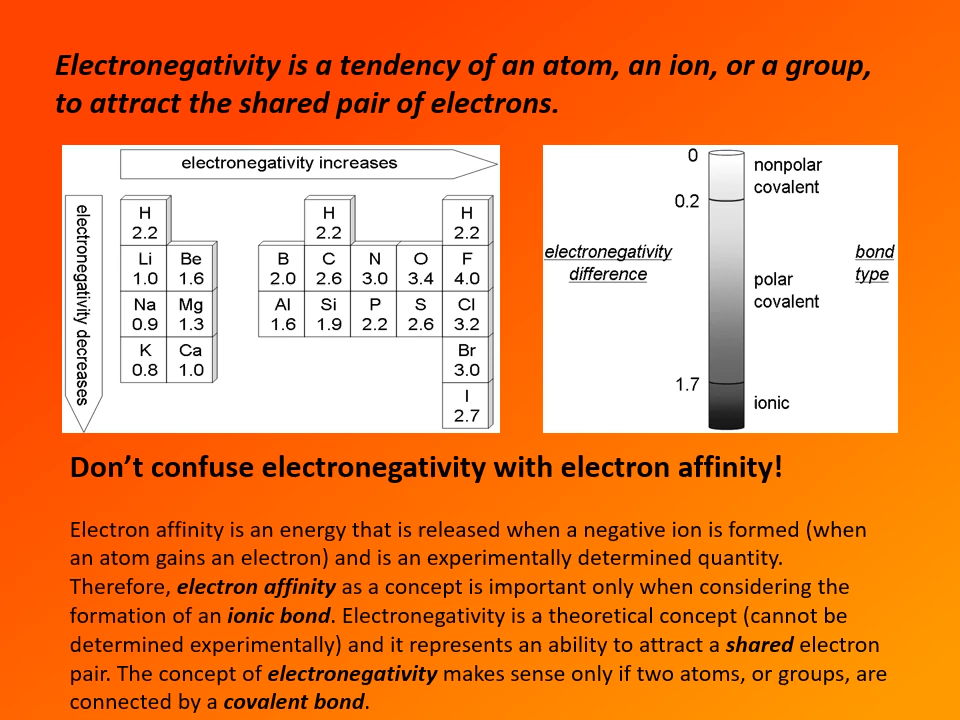 Electronegativity is a tendency of an atom, an ion, or a group,
to attract the shared pair of electrons.
electronegativity increases
electronegativity decreases
H H H
2.2 2.2 2.2
Li Be B C N O F
1.0 1.6 2.0 2.6 3.0 3.4 4.0
Na Mg Al Si P S Cl
0.9 1.3 1.6 1.9 2.2 2.6 3.2
K Ca Br
0.8 1.0 3.0
I
2.7
0
nonpolar
covalent
0.2
electronegativity
difference
bond
type
polar
covalent
1.7
ionic
Don’t confuse electronegativity with electron affinity!
Electron affinity is an energy that is released when a negative ion is formed (when
an atom gains an electron) and is an experimentally determined quantity.
Therefore, electron affinity as a concept is important only when considering the
formation of an ionic bond. Electronegativity is a theoretical concept (cannot be
determined experimentally) and it represents an ability to attract a shared electron
pair. The concept of electronegativity makes sense only if two atoms, or groups, are
connected by a covalent bond.